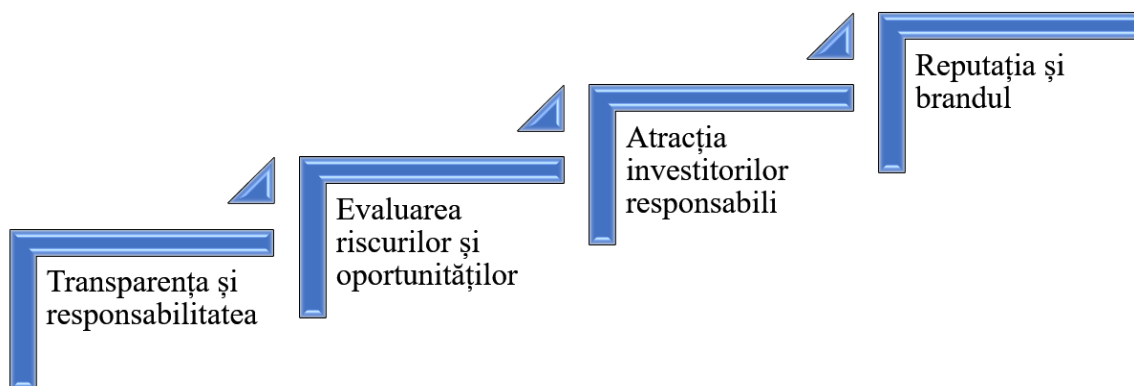 Transparența și
responsabilitatea
Evaluarea
riscurilor și
oportunităților
Atracția
investitorilor
responsabili
Reputația și
brandul